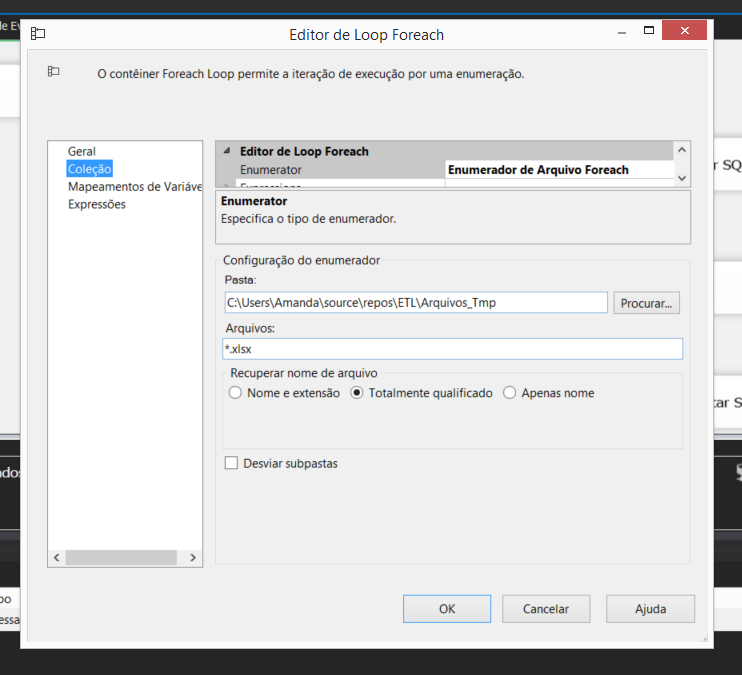 de Ev
Editor de Loop Foreach
O contêiner Foreach Loop permite a iteração de execução por uma enumeração.
Geral
Coleção
Mapeamentos de Variáve
Expressões
Editor de Loop Foreach
Enumerator
Enumerador de Arquivo Foreach
Expressions
Enumerator
Especifica o tipo de enumerador.
Configuração do enumerador
Pasta:
C:\Users\Amanda\source\repos\ETL\Arquivos_Tmp
Procurar...
Arquivos:
*.xlsx
Recuperar nome de arquivo
Nome e extensão
Totalmente qualificado
Apenas nome
Desviar subpastas
OK
Cancelar
Ajuda
r SQ
tar S
ados
po
essa